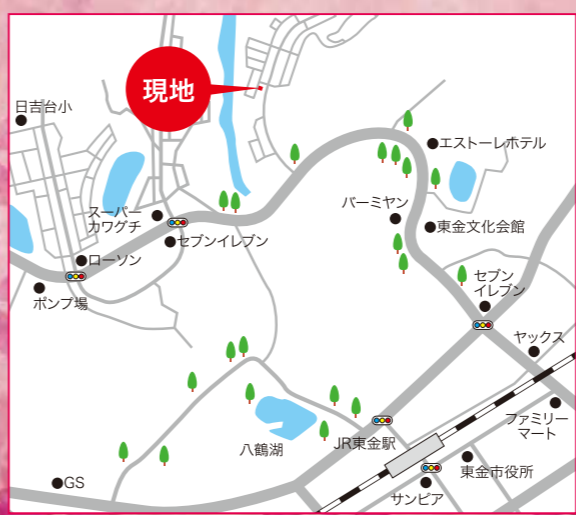 現地
日吉台小
エストーレホテル
バーミヤン
スーパー
カワグチ
東金文化会館
セブンイレブン
ローソン
セブン
イレブン
ポンプ場
ヤックス
ファミリー
マート
八鶴湖
JR東金駅
東金市役所
GS
サンピア